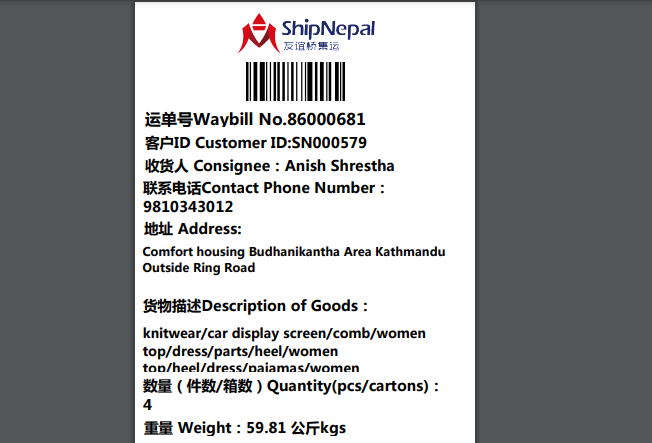 ShipNepal
友谊桥集运
运单号Waybill No.86000681
客户ID Customer ID:SN000579
收货人 Consignee：Anish Shrestha
联系电话Contact Phone Number：
9810343012
地址 Address:
Comfort housing Budhanikantha Area Kathmandu
Outside Ring Road
货物描述Description of Goods：
knitwear/car display screen/comb/women
top/dress/parts/heel/women
top/heel/dress/pajamas/women
数量（件数/箱数）Quantity(pcs/cartons)：
4
重量 Weight：59.81 公斤kgs